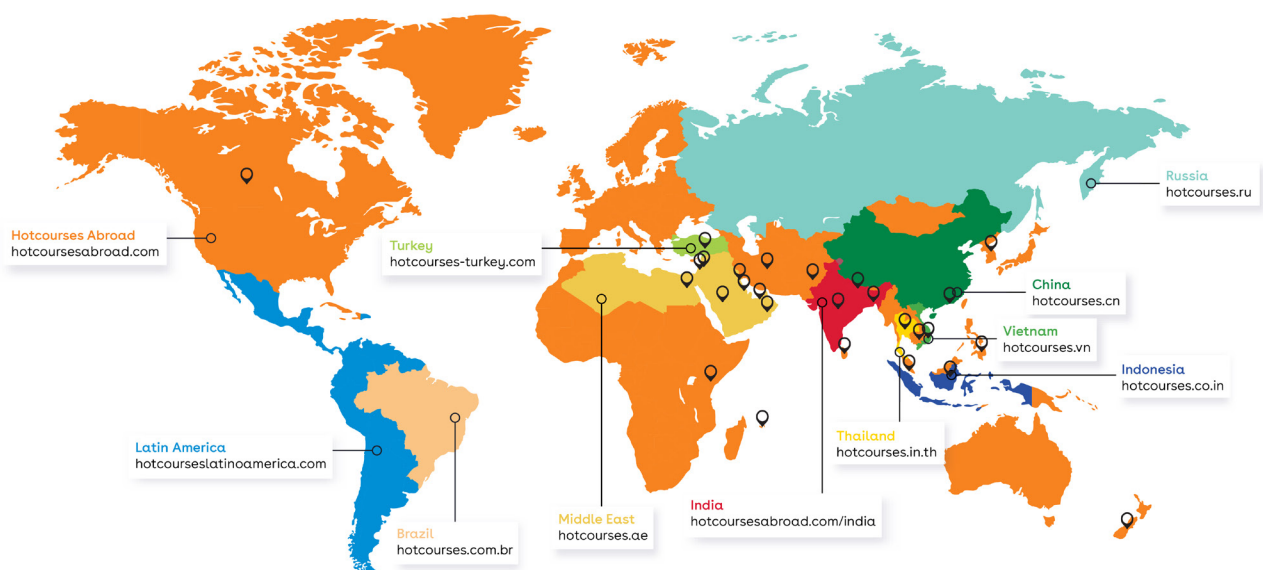 Hotcourses Abroad
hotcoursesabroad.com
Turkey
hotcourses-turkey.com
Russia
hotcourses.ru
China
hotcourses.cn
Vietnam
hotcourses.vn
Indonesia
hotcourses.co.in
Thailand
hotcourses.in.th
Latin America
hotcourseslatinoamerica.com
India
hotcoursesabroad.com/india
Middle East
hotcourses.ae
Brazil
hotcourses.com.br